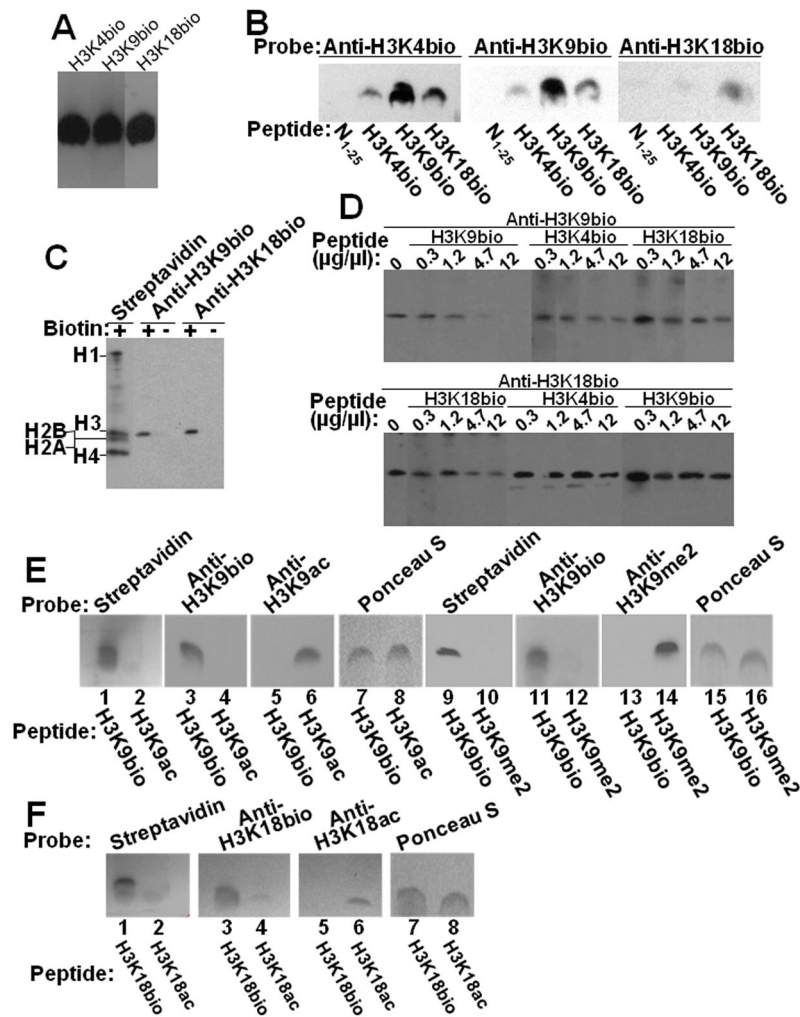 A
H3K4bio
H3K9bio
H3K18bio
B
Probe: Anti-H3K4bio Anti-H3K9bio Anti-H3K18bio
Peptide: N1-25 H3K4bio H3K9bio H3K18bio N1-25 H3K4bio H3K9bio H3K18bio N1-25 H3K4bio H3K9bio H3K18bio
C
Streptavidin
Anti-H3K9bio
Anti-H3K18bio
Biotin: + + - + -
H1
H3
H2B
H2A
H4
D
Anti-H3K9bio
Peptide H3K9bio H3K4bio H3K18bio
(µg/µl): 0 0.3 1.2 4.7 12 0.3 1.2 4.7 12 0.3 1.2 4.7 12
Anti-H3K18bio
Peptide H3K18bio H3K4bio H3K9bio
(µg/µl): 0 0.3 1.2 4.7 12 0.3 1.2 4.7 12 0.3 1.2 4.7 12
E
Probe: Streptavidin Anti-H3K9bio Anti-H3K9ac Ponceau S Streptavidin Anti-H3K9bio Anti-H3K9me2 Ponceau S
1 2 3 4 5 6 7 8 9 10 11 12 13 14 15 16
Peptide: H3K9bio H3K9ac H3K9bio H3K9ac H3K9bio H3K9ac H3K9bio H3K9ac H3K9bio H3K9me2 H3K9bio H3K9me2 H3K9bio H3K9me2 H3K9bio H3K9me2
F
Probe: Streptavidin Anti-H3K18bio Anti-H3K18ac Ponceau S
1 2 3 4 5 6 7 8
Peptide: H3K18bio H3K18ac H3K18bio H3K18ac H3K18bio H3K18ac H3K18bio H3K18ac